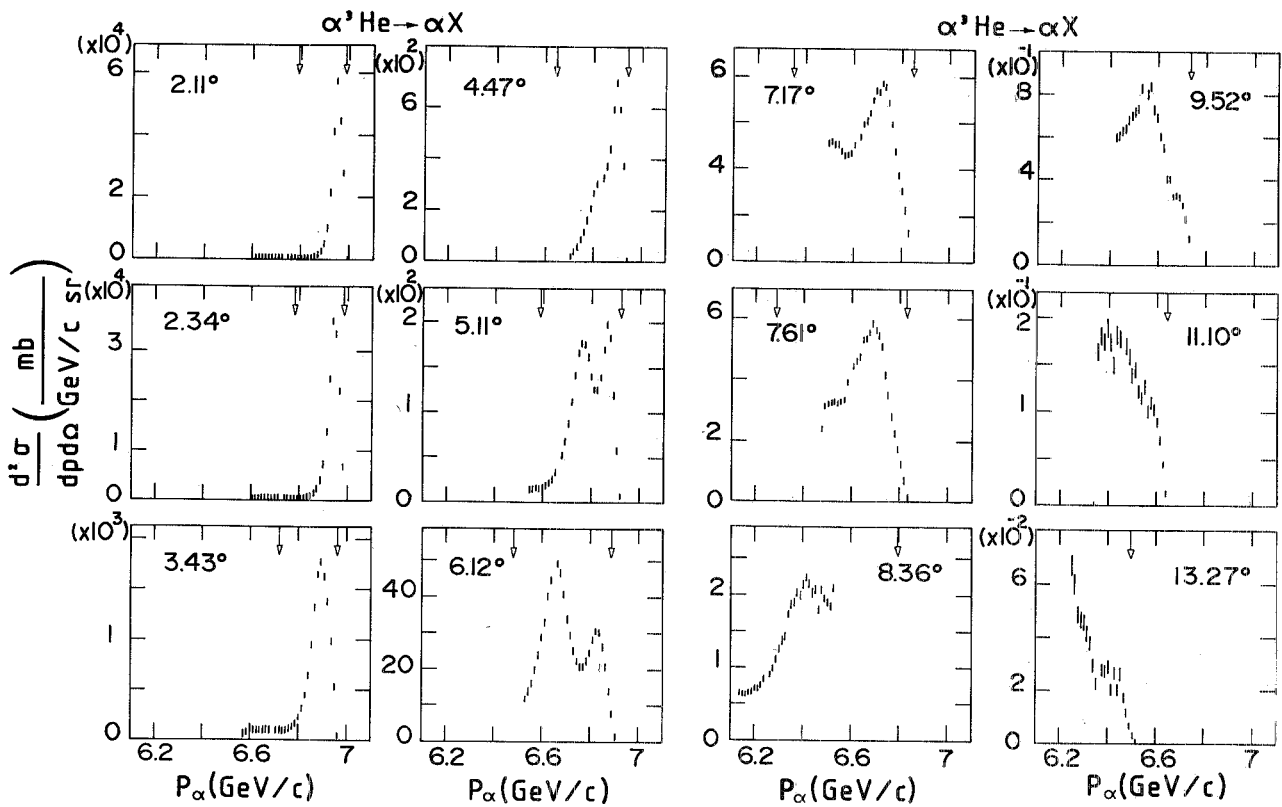 α³He→αX
α³He→αX
d²σ/dpdΩ (mb/GeV/c sr)
(x10⁴)
6
4
2
0
2.11°
(x10²)
6
4
2
0
4.47°
6
4
2
0
7.17°
(x10⁻¹)
8
6
4
2
0
9.52°
(x10⁴)
3
2
1
0
2.34°
(x10²)
2
1
0
5.11°
6
4
2
0
7.61°
(x10⁻¹)
2
1
0
11.10°
(x10³)
1
0
3.43°
40
20
0
6.12°
2
1
0
8.36°
(x10⁻²)
6
4
2
0
13.27°
6.2 6.6 7
6.2 6.6 7
6.2 6.6 7
6.2 6.6 7
Pα(GeV/c)
Pα(GeV/c)
Pα(GeV/c)
Pα(GeV/c)